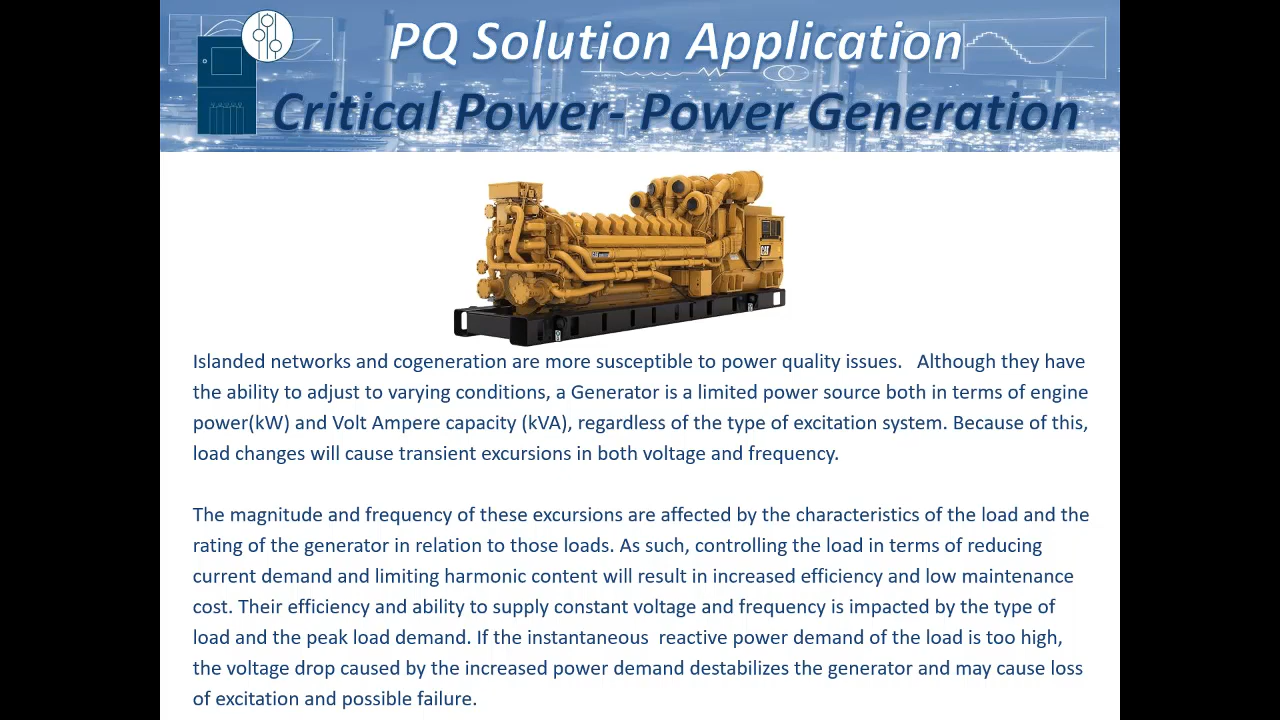 PQ Solution Application
Critical Power- Power Generation
CAT
Islanded networks and cogeneration are more susceptible to power quality issues.   Although they have
the ability to adjust to varying conditions, a Generator is a limited power source both in terms of engine
power(kW) and Volt Ampere capacity (kVA), regardless of the type of excitation system. Because of this,
load changes will cause transient excursions in both voltage and frequency.
The magnitude and frequency of these excursions are affected by the characteristics of the load and the
rating of the generator in relation to those loads. As such, controlling the load in terms of reducing
current demand and limiting harmonic content will result in increased efficiency and low maintenance
cost. Their efficiency and ability to supply constant voltage and frequency is impacted by the type of
load and the peak load demand. If the instantaneous  reactive power demand of the load is too high,
the voltage drop caused by the increased power demand destabilizes the generator and may cause loss
of excitation and possible failure.